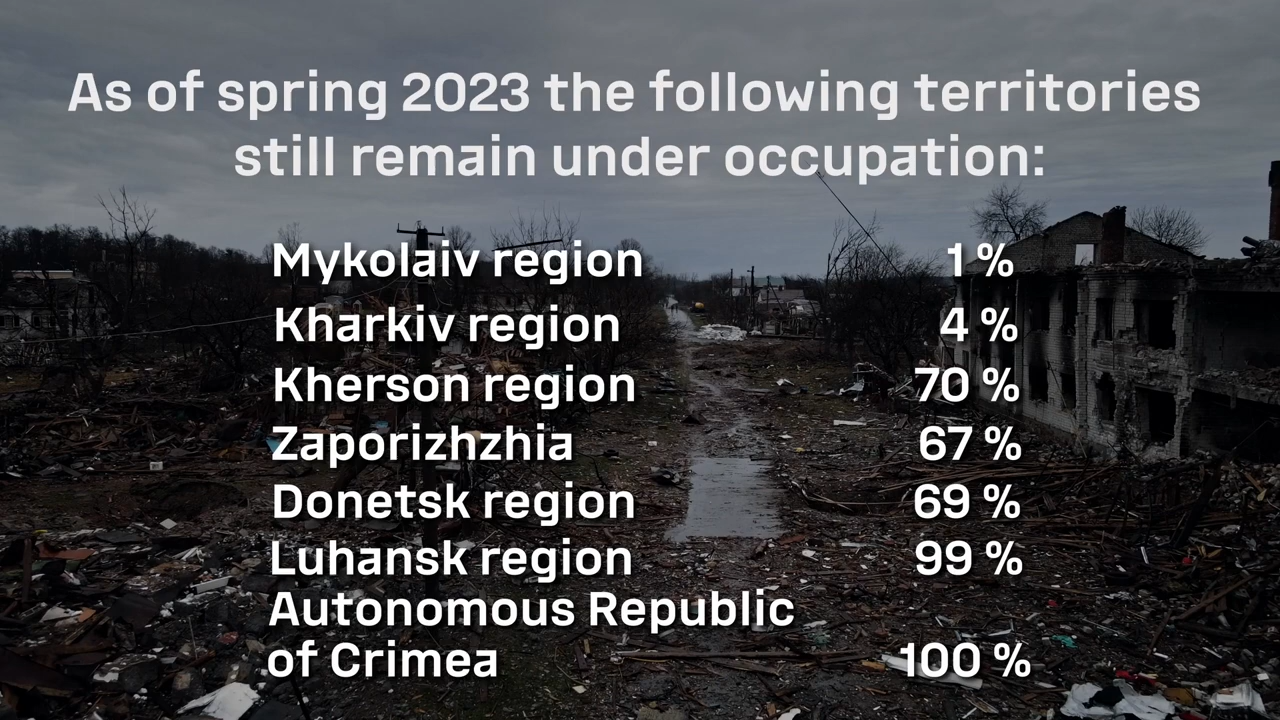 As of spring 2023 the following territories
still remain under occupation:
Mykolaiv region 1 %
Kharkiv region 4 %
Kherson region 70 %
Zaporizhzhia 67 %
Donetsk region 69 %
Luhansk region 99 %
Autonomous Republic
of Crimea 100 %